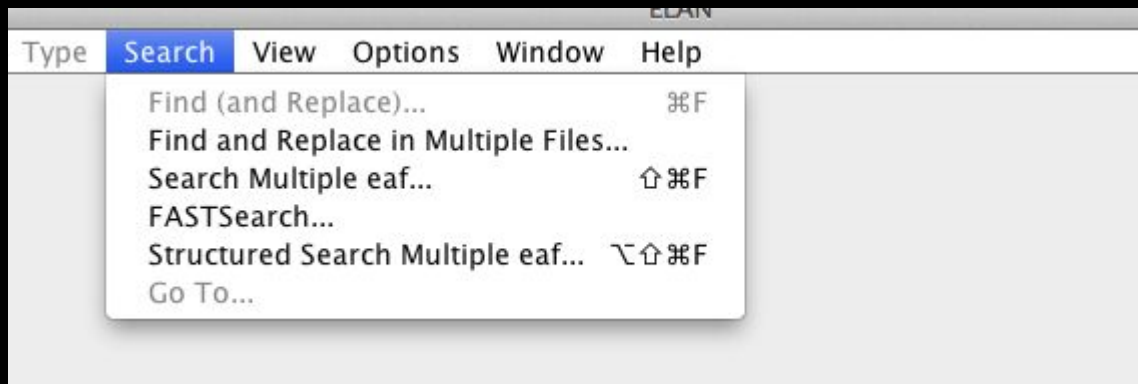 ELAN
Type Search View Options Window Help
Find (and Replace)... ⌘F
Find and Replace in Multiple Files...
Search Multiple eaf... ⇧⌘F
FASTSearch...
Structured Search Multiple eaf... ⌥⇧⌘F
Go To...